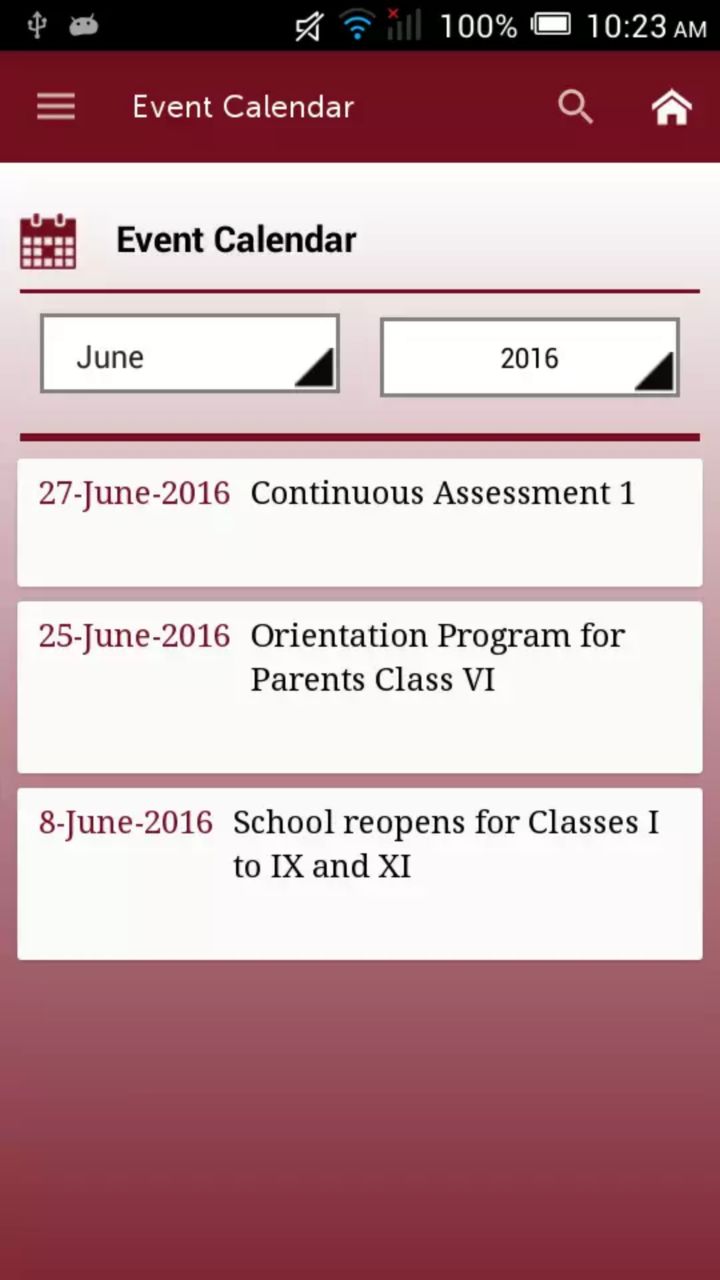 100% 10:23 AM
Event Calendar
Event Calendar
June 2016
27-June-2016 Continuous Assessment 1
25-June-2016 Orientation Program for
Parents Class VI
8-June-2016 School reopens for Classes I
to IX and XI